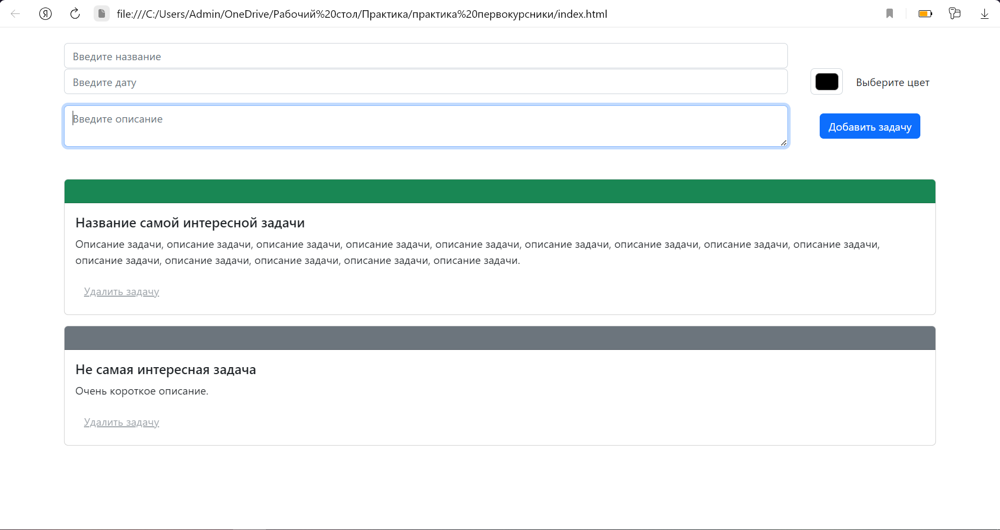 Я file:///C:/Users/Admin/OneDrive/Рабочий%20стол/Практика/практика%20первокурсники/index.html
Введите название
Введите дату
Выберите цвет
Введите описание
Добавить задачу
Название самой интересной задачи
Описание задачи, описание задачи, описание задачи, описание задачи, описание задачи, описание задачи, описание задачи, описание задачи, описание задачи,
описание задачи, описание задачи, описание задачи, описание задачи, описание задачи.
Удалить задачу
Не самая интересная задача
Очень короткое описание.
Удалить задачу